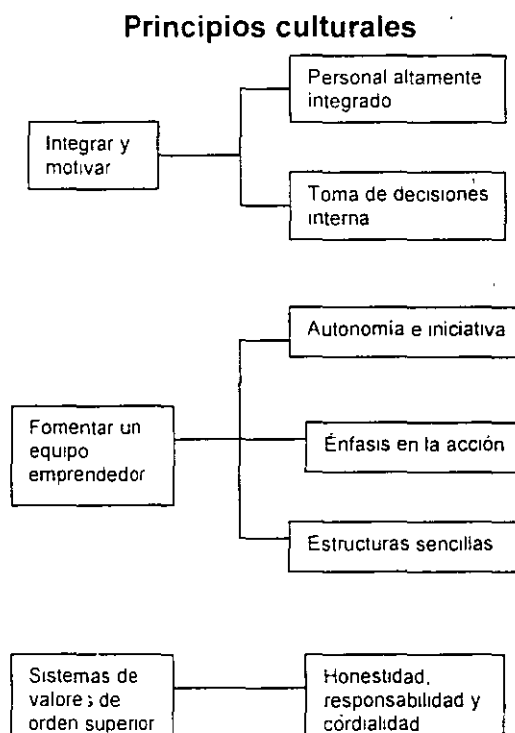 Principios culturales
Personal altamente
integrado
Integrar y
motivar
Toma de decisiones
interna
Autonomía e iniciativa
Fomentar un
equipo
emprendedor
Énfasis en la acción
Estructuras sencillas
Sistemas de
valores de
orden superior
Honestidad,
responsabilidad y
cordialidad